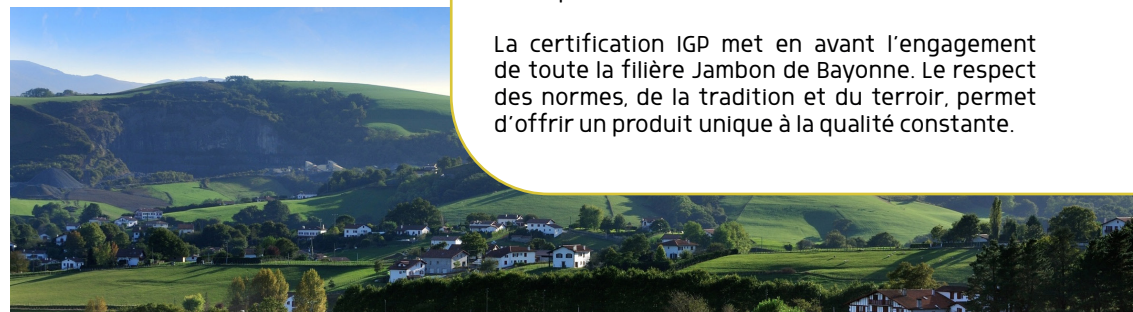 La certification IGP met en avant l'engagement
de toute la filière Jambon de Bayonne. Le respect
des normes, de la tradition et du terroir, permet
d'offrir un produit unique à la qualité constante.